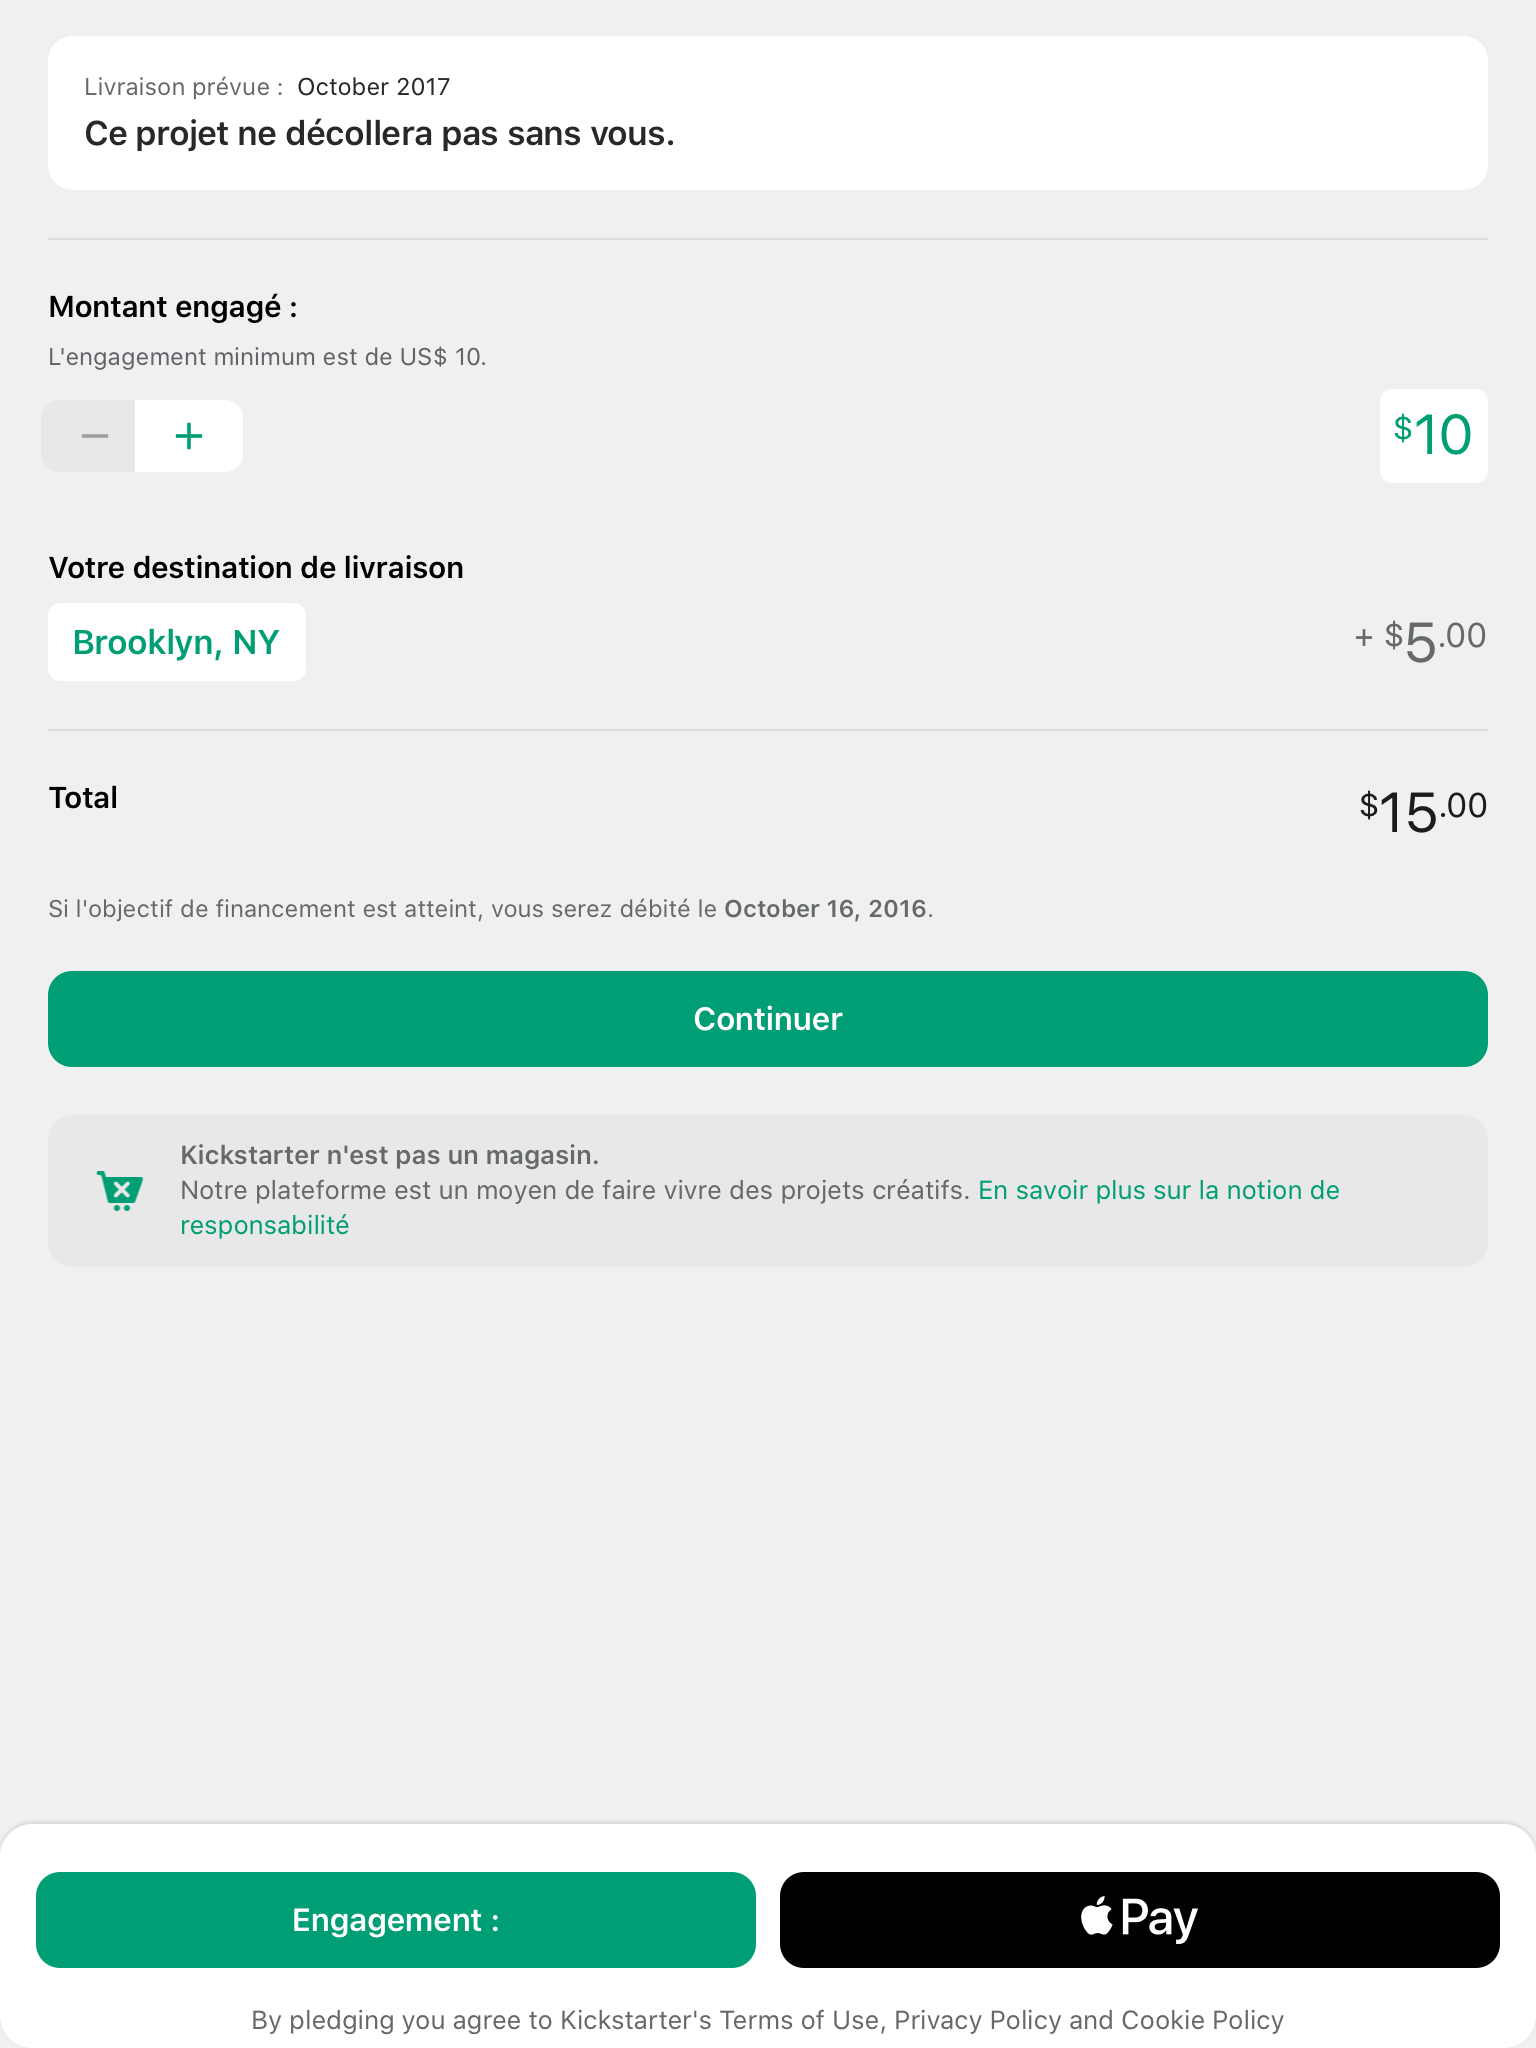 Livraison prévue : October 2017
Ce projet ne décollera pas sans vous.
Montant engagé :
L'engagement minimum est de US$ 10.
− +
$10
Votre destination de livraison
Brooklyn, NY
+ $5.00
Total
$15.00
Si l'objectif de financement est atteint, vous serez débité le October 16, 2016.
Continuer
Kickstarter n'est pas un magasin.
Notre plateforme est un moyen de faire vivre des projets créatifs. En savoir plus sur la notion de
responsabilité
Engagement :
Pay
By pledging you agree to Kickstarter's Terms of Use, Privacy Policy and Cookie Policy